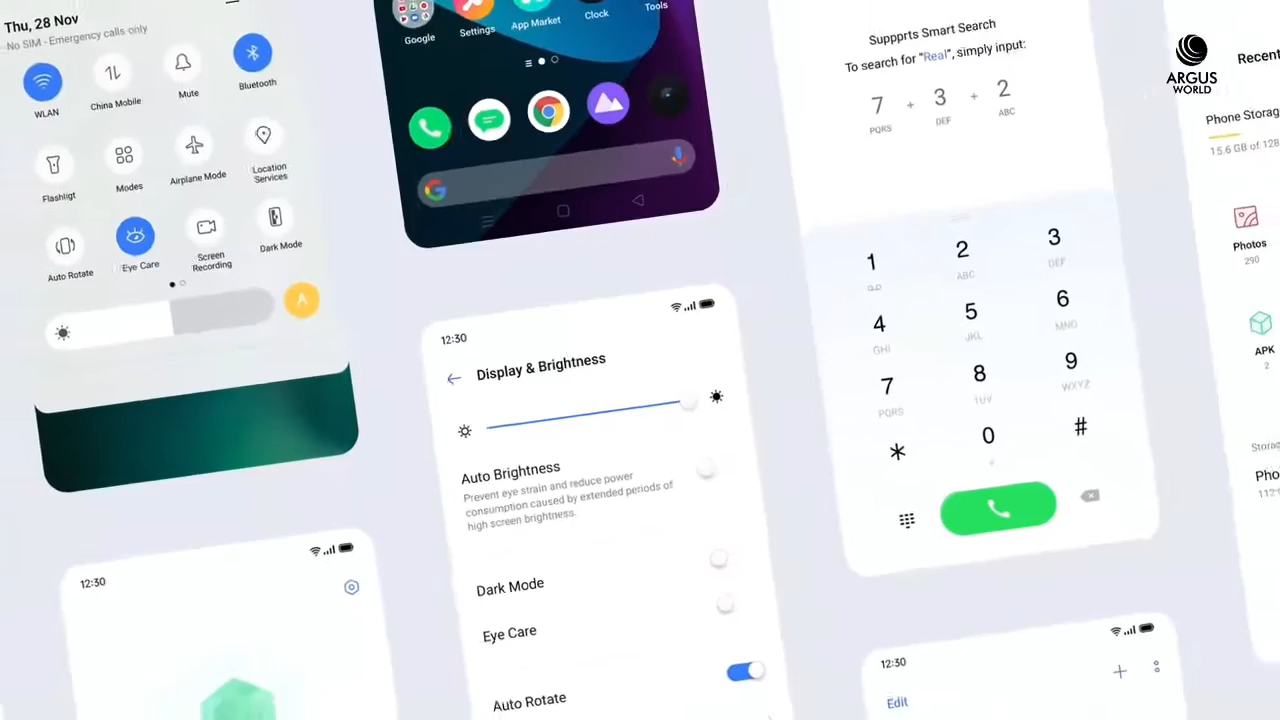 Thu, 28 Nov
No SIM - Emergency calls only
WLAN
China Mobile
Mute
Bluetooth
Flashligt
Modes
Airplane Mode
Location
Services
Auto Rotate
Eye Care
Screen
Recording
Dark Mode
A
12:30
Google
Settings
App Market
Clock
Tools
G
12:30
Display & Brightness
Auto Brightness
Prevent eye strain and reduce power
consumption caused by extended periods of
high screen brightness.
Dark Mode
Eye Care
Auto Rotate
Suppprts Smart Search
To search for "Real", simply input:
7 + 3 + 2
PQRS DEF ABC
1 2 3
ABC DEF
4 5 6
GHI JKL MNO
7 8 9
PQRS TUV WXYZ
* 0 #
+
12:30
Edit
ARGUS
WORLD
Recent
Phone Storag
15.6 GB of 128
Photos
290
APK
2
Storag
Pho